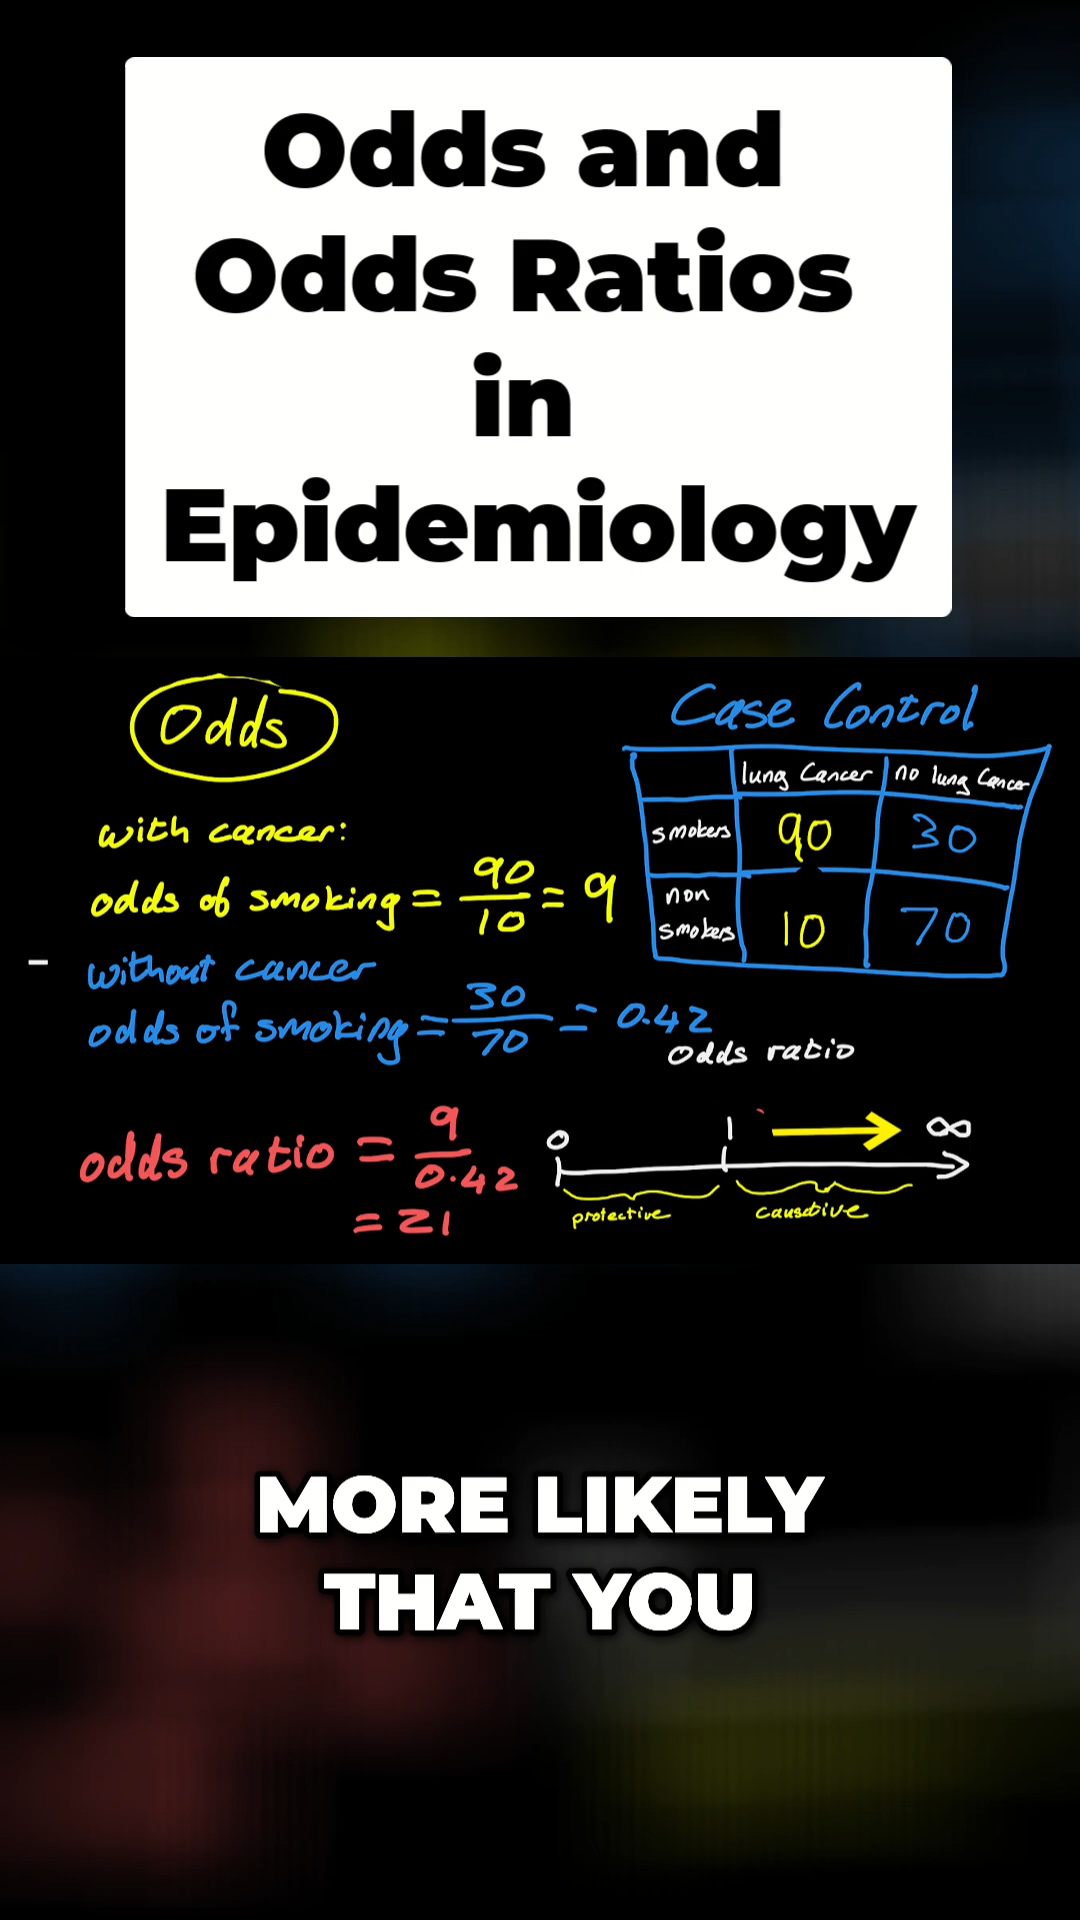 Odds and
Odds Ratios
in
Epidemiology
Odds
with cancer:
odds of smoking = 90/10 = 9
without cancer
odds of smoking = 30/70 = 0.42
odds ratio = 9/0.42
= 21
Case Control
lung Cancer no lung Cancer
smokers 90 30
non
smokers 10 70
odds ratio
0 1 ∞
protective causative
MORE LIKELY
THAT YOU